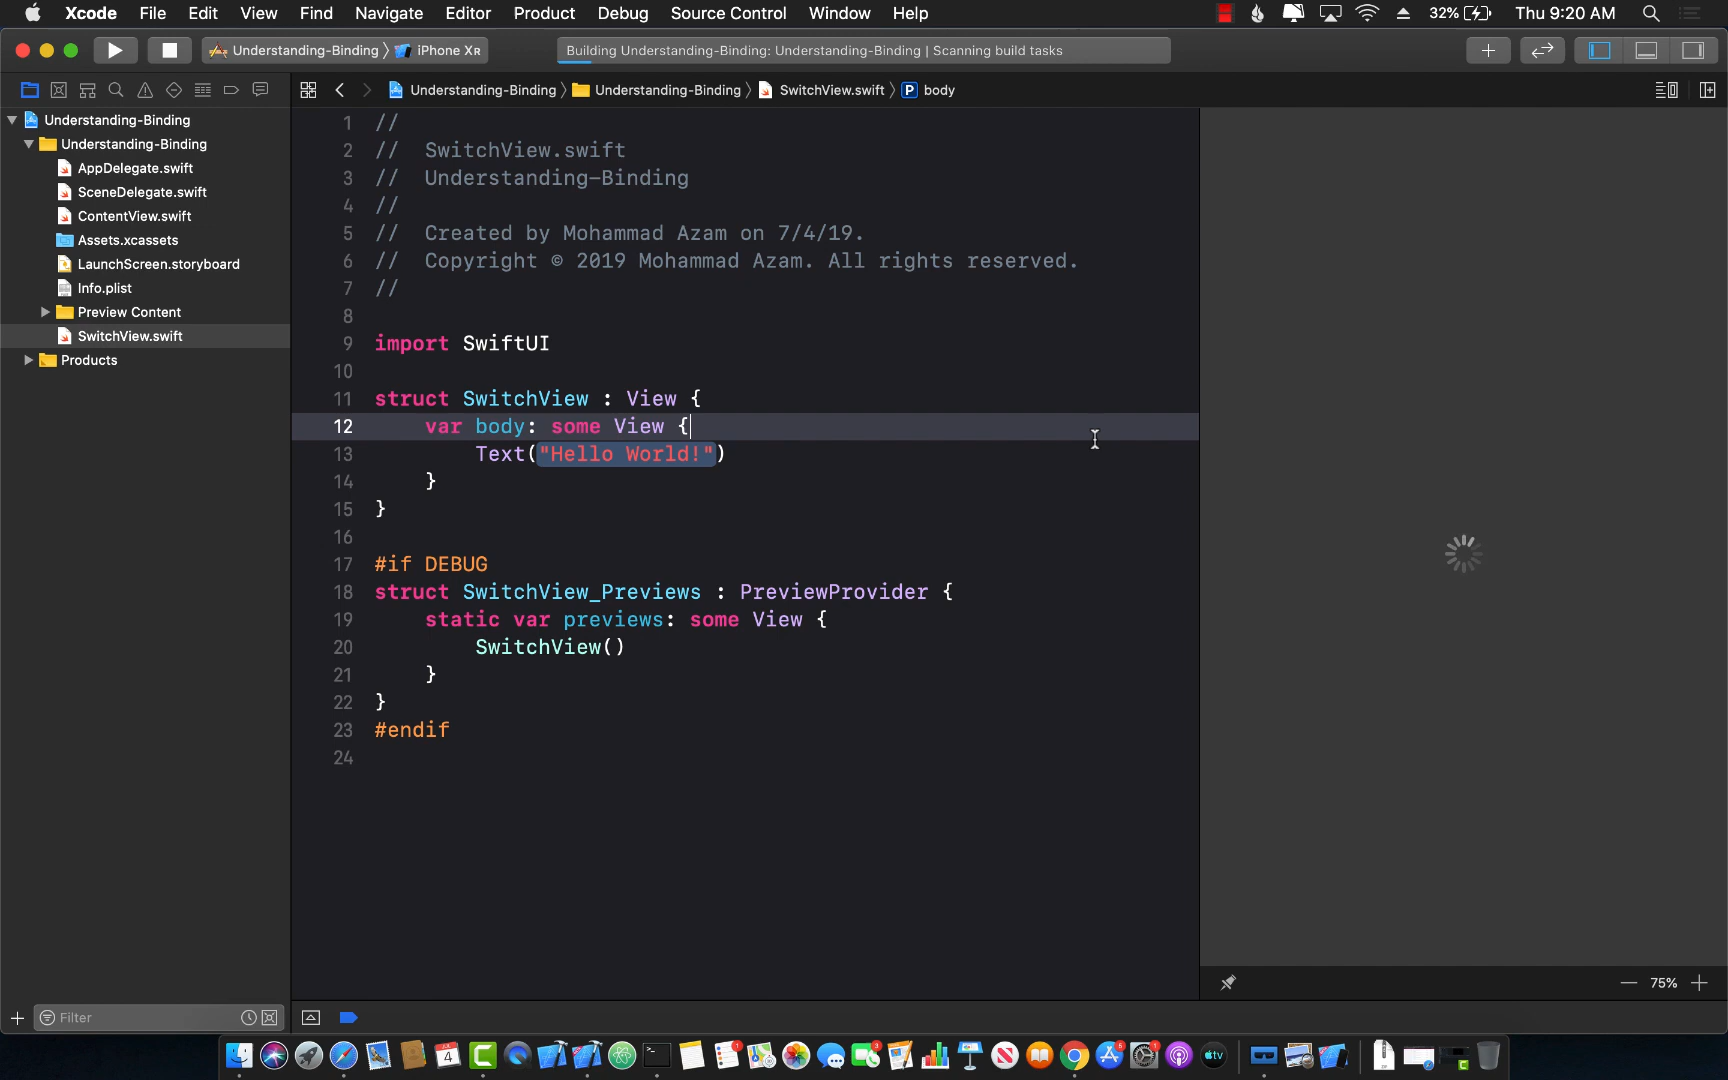 Xcode File Edit View Find Navigate Editor Product Debug Source Control Window Help 32% Thu 9:20 AM
Understanding-Binding 〉 iPhone XR Building Understanding-Binding: Understanding-Binding | Scanning build tasks
Understanding-Binding 〉 Understanding-Binding 〉 SwitchView.swift 〉 P body
Understanding-Binding
Understanding-Binding
AppDelegate.swift
SceneDelegate.swift
ContentView.swift
Assets.xcassets
LaunchScreen.storyboard
Info.plist
Preview Content
SwitchView.swift
Products
1 //
2 //  SwitchView.swift
3 //  Understanding-Binding
4 //
5 //  Created by Mohammad Azam on 7/4/19.
6 //  Copyright © 2019 Mohammad Azam. All rights reserved.
7 //
8
9 import SwiftUI
10
11 struct SwitchView : View {
12     var body: some View {
13         Text("Hello World!")
14     }
15 }
16
17 #if DEBUG
18 struct SwitchView_Previews : PreviewProvider {
19     static var previews: some View {
20         SwitchView()
21     }
22 }
23 #endif
24
75%
Filter